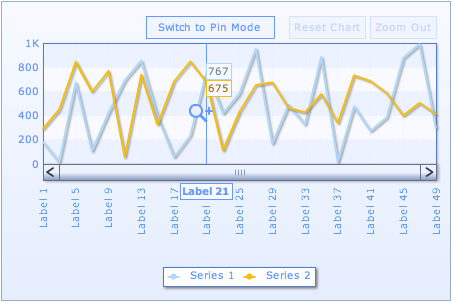 Switch to Pin Mode
Reset Chart
Zoom Out
1K
800
600
400
200
0
767
675
Label 1
Label 5
Label 9
Label 13
Label 17
Label 21
Label 25
Label 29
Label 33
Label 37
Label 41
Label 45
Label 49
Series 1
Series 2